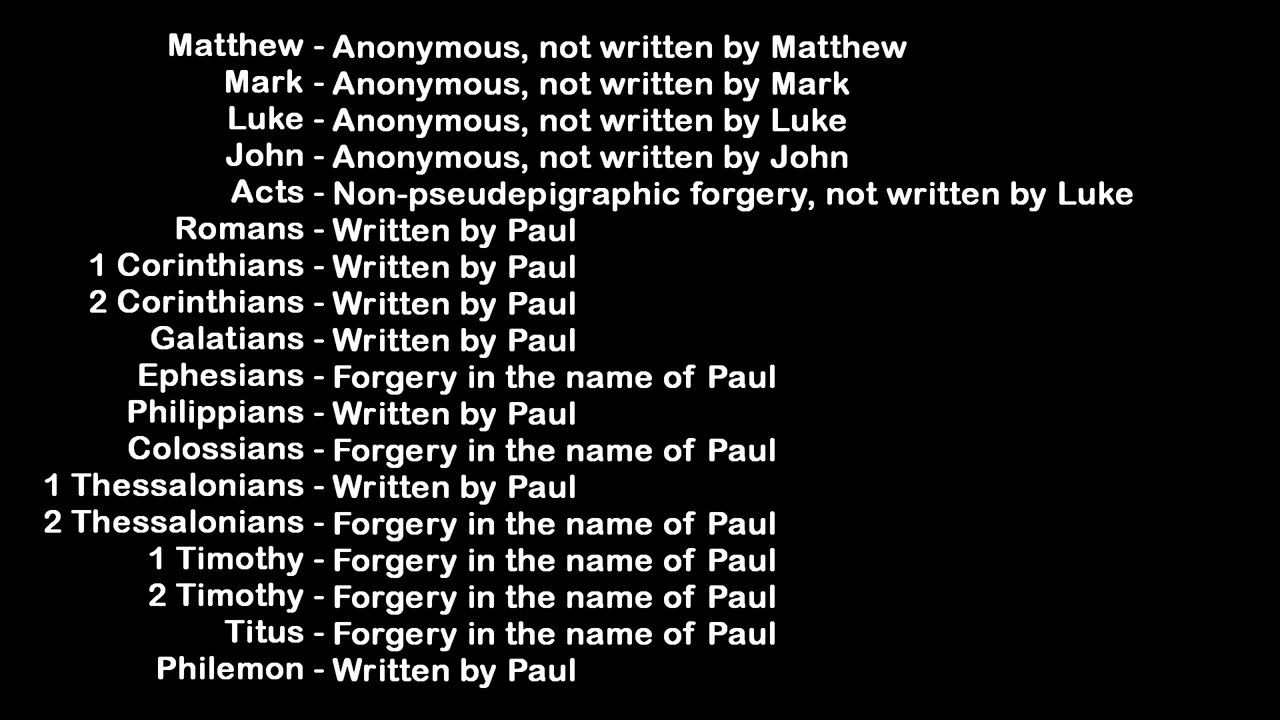 Matthew - Anonymous, not written by Matthew
Mark - Anonymous, not written by Mark
Luke - Anonymous, not written by Luke
John - Anonymous, not written by John
Acts - Non-pseudepigraphic forgery, not written by Luke
Romans - Written by Paul
1 Corinthians - Written by Paul
2 Corinthians - Written by Paul
Galatians - Written by Paul
Ephesians - Forgery in the name of Paul
Philippians - Written by Paul
Colossians - Forgery in the name of Paul
1 Thessalonians - Written by Paul
2 Thessalonians - Forgery in the name of Paul
1 Timothy - Forgery in the name of Paul
2 Timothy - Forgery in the name of Paul
Titus - Forgery in the name of Paul
Philemon - Written by Paul